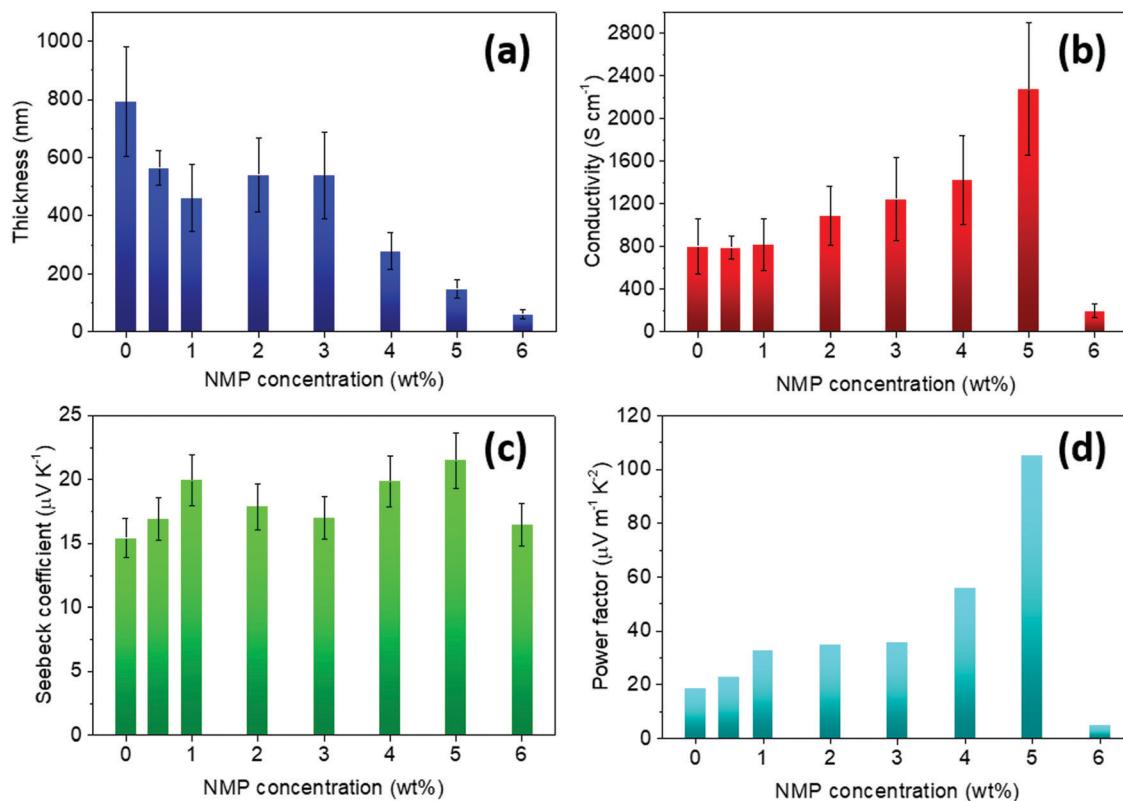 (a)
Thickness (nm)
1000
800
600
400
200
0
0 1 2 3 4 5 6
NMP concentration (wt%)
(b)
Conductivity (S cm⁻¹)
2800
2400
2000
1600
1200
800
400
0
0 1 2 3 4 5 6
NMP concentration (wt%)
(c)
Seebeck coefficient (μV K⁻¹)
25
20
15
10
5
0
0 1 2 3 4 5 6
NMP concentration (wt%)
(d)
Power factor (μV m⁻¹ K⁻²)
120
100
80
60
40
20
0
0 1 2 3 4 5 6
NMP concentration (wt%)